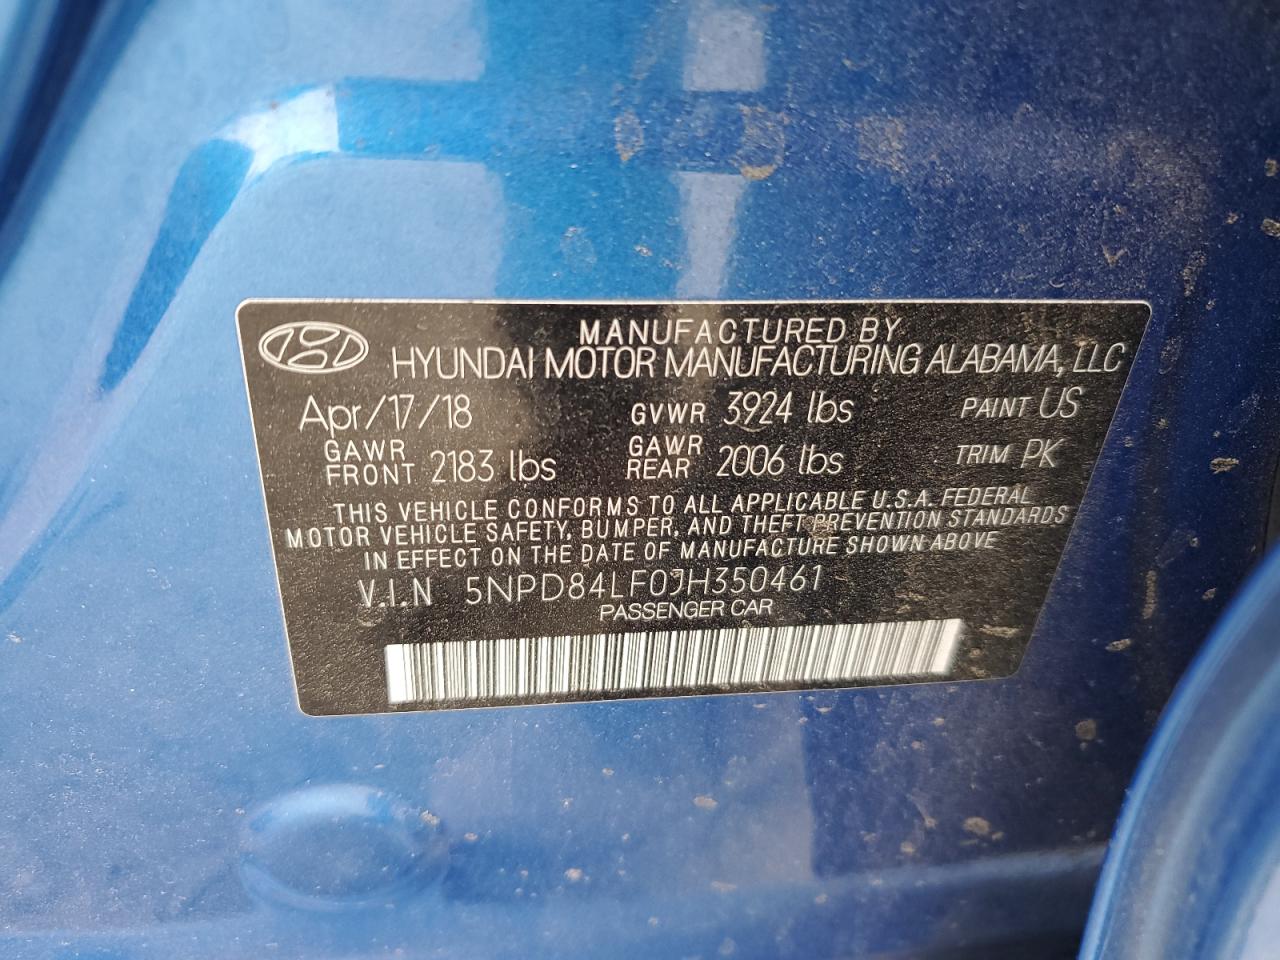 MANUFACTURED BY
HYUNDAI MOTOR MANUFACTURING ALABAMA, LLC
Apr/17/18 GVWR 3924 lbs PAINT US
GAWR FRONT 2183 lbs GAWR REAR 2006 lbs TRIM PK
THIS VEHICLE CONFORMS TO ALL APPLICABLE U.S.A. FEDERAL
MOTOR VEHICLE SAFETY, BUMPER, AND THEFT PREVENTION STANDARDS
IN EFFECT ON THE DATE OF MANUFACTURE SHOWN ABOVE
V.I.N 5NPD84LF0JH350461
PASSENGER CAR